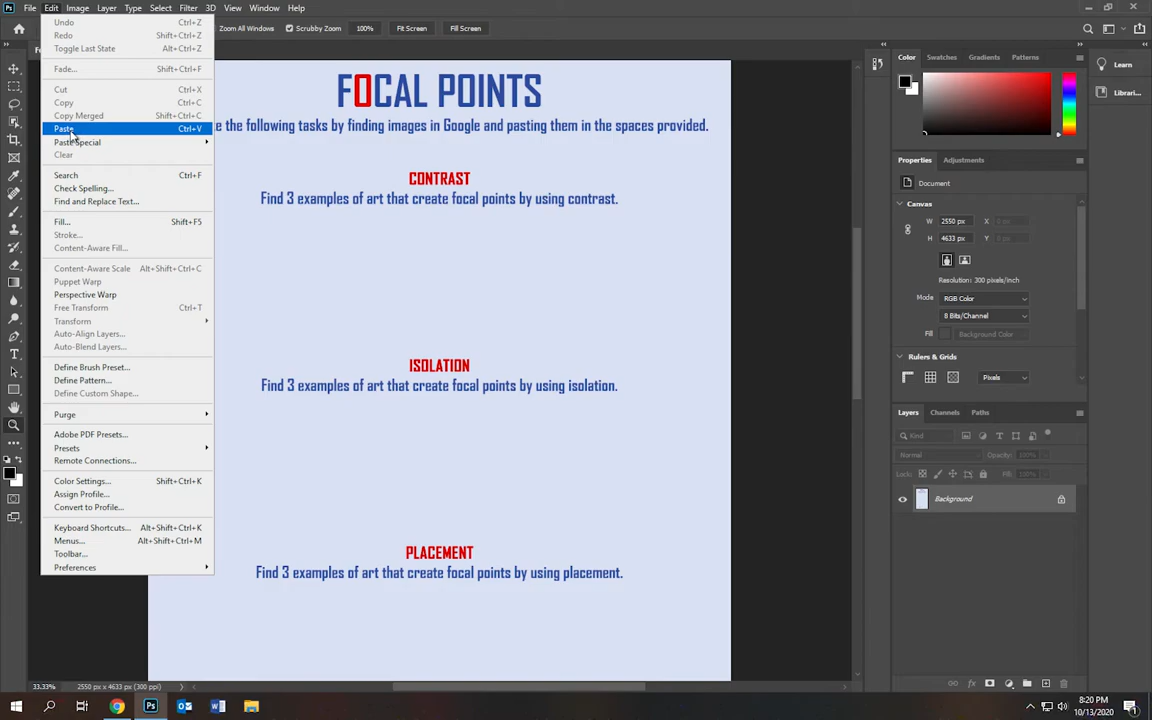 Ps File Edit Image Layer Type Select Filter 3D View Window Help
Zoom All Windows Scrubby Zoom 100% Fit Screen Fill Screen
Undo Ctrl+Z
Redo Shift+Ctrl+Z
Toggle Last State Alt+Ctrl+Z
Fade... Shift+Ctrl+F
Cut Ctrl+X
Copy Ctrl+C
Copy Merged Shift+Ctrl+C
Paste Ctrl+V
Paste Special
Clear
Search Ctrl+F
Check Spelling...
Find and Replace Text...
Fill... Shift+F5
Stroke...
Content-Aware Fill...
Content-Aware Scale Alt+Shift+Ctrl+C
Puppet Warp
Perspective Warp
Free Transform Ctrl+T
Transform
Auto-Align Layers...
Auto-Blend Layers...
Define Brush Preset...
Define Pattern...
Define Custom Shape...
Purge
Adobe PDF Presets...
Presets
Remote Connections...
Color Settings... Shift+Ctrl+K
Assign Profile...
Convert to Profile...
Keyboard Shortcuts... Alt+Shift+Ctrl+K
Menus... Alt+Shift+Ctrl+M
Toolbar...
Preferences
FOCAL POINTS
e the following tasks by finding images in Google and pasting them in the spaces provided.
CONTRAST
Find 3 examples of art that create focal points by using contrast.
ISOLATION
Find 3 examples of art that create focal points by using isolation.
PLACEMENT
Find 3 examples of art that create focal points by using placement.
Color Swatches Gradients Patterns
Learn
Librari...
Properties Adjustments
Document
Canvas
W 2550 px X
H 4633 px Y
Resolution: 300 pixels/inch
Mode RGB Color
8 Bits/Channel
Fill Background Color
Rulers & Grids
Pixels
Layers Channels Paths
Kind
Normal Opacity: 100%
Lock: Fill: 100%
Background
33.33% 2550 px x 4633 px (300 ppi)
8:20 PM
10/13/2020